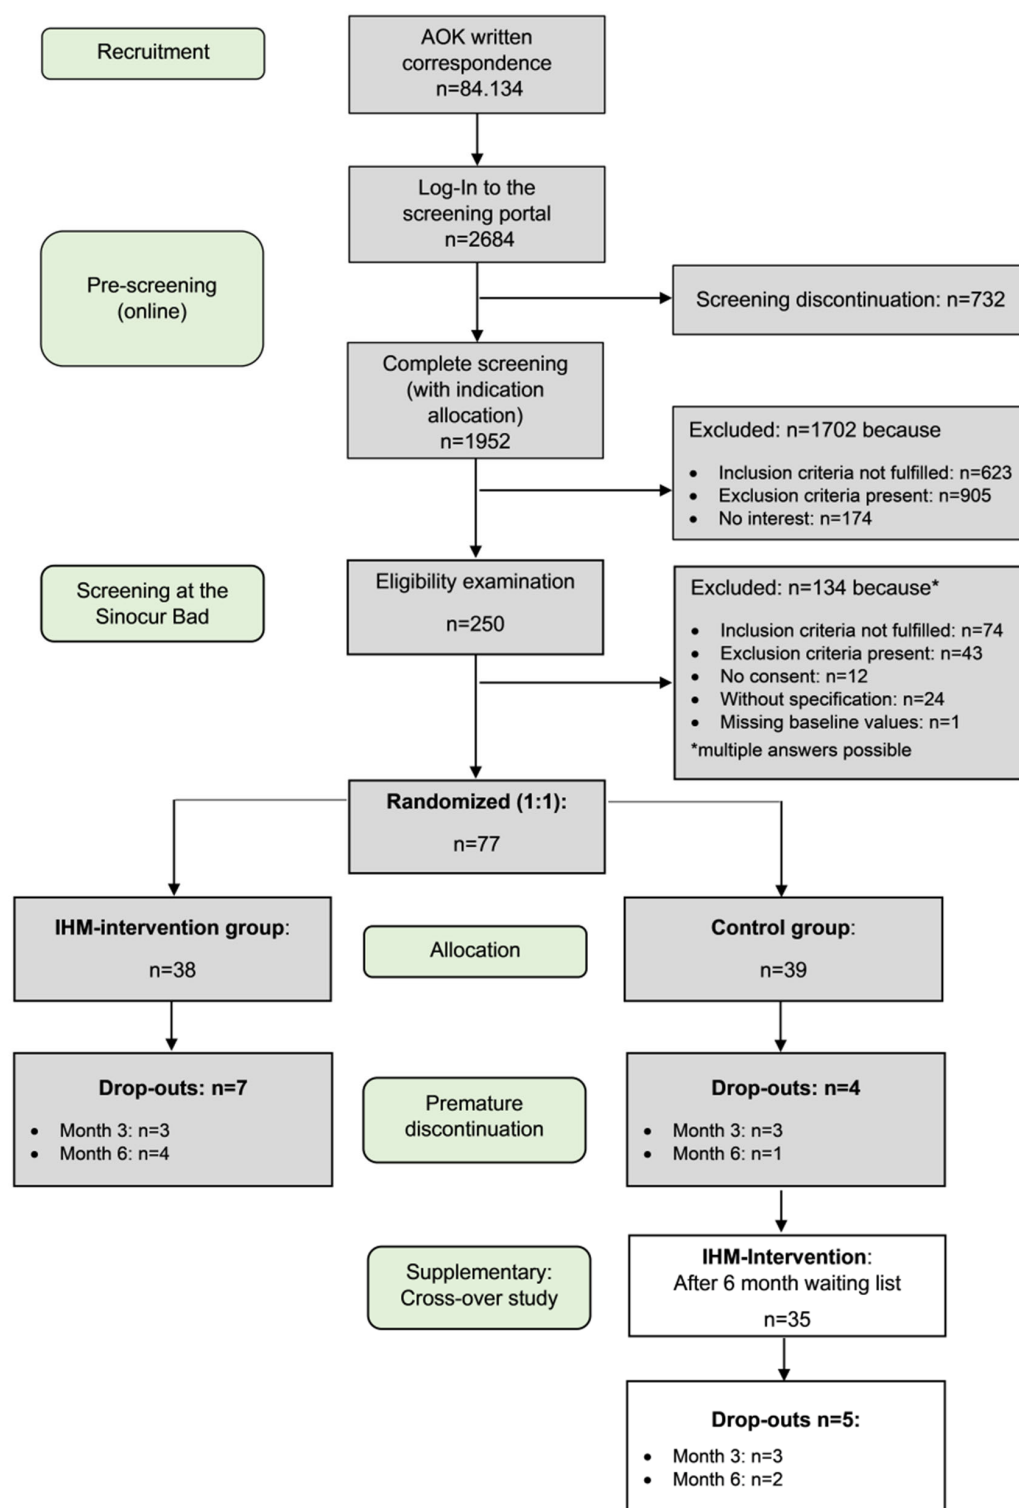 Recruitment
AOK written
correspondence
n=84.134
Log-In to the
screening portal
n=2684
Pre-screening
(online)
Screening discontinuation: n=732
Complete screening
(with indication
allocation)
n=1952
Excluded: n=1702 because
• Inclusion criteria not fulfilled: n=623
• Exclusion criteria present: n=905
• No interest: n=174
Screening at the
Sinocur Bad
Eligibility examination
n=250
Excluded: n=134 because*
• Inclusion criteria not fulfilled: n=74
• Exclusion criteria present: n=43
• No consent: n=12
• Without specification: n=24
• Missing baseline values: n=1
*multiple answers possible
Randomized (1:1):
n=77
IHM-intervention group:
n=38
Allocation
Control group:
n=39
Drop-outs: n=7
• Month 3: n=3
• Month 6: n=4
Premature
discontinuation
Drop-outs: n=4
• Month 3: n=3
• Month 6: n=1
Supplementary:
Cross-over study
IHM-Intervention:
After 6 month waiting list
n=35
Drop-outs n=5:
• Month 3: n=3
• Month 6: n=2